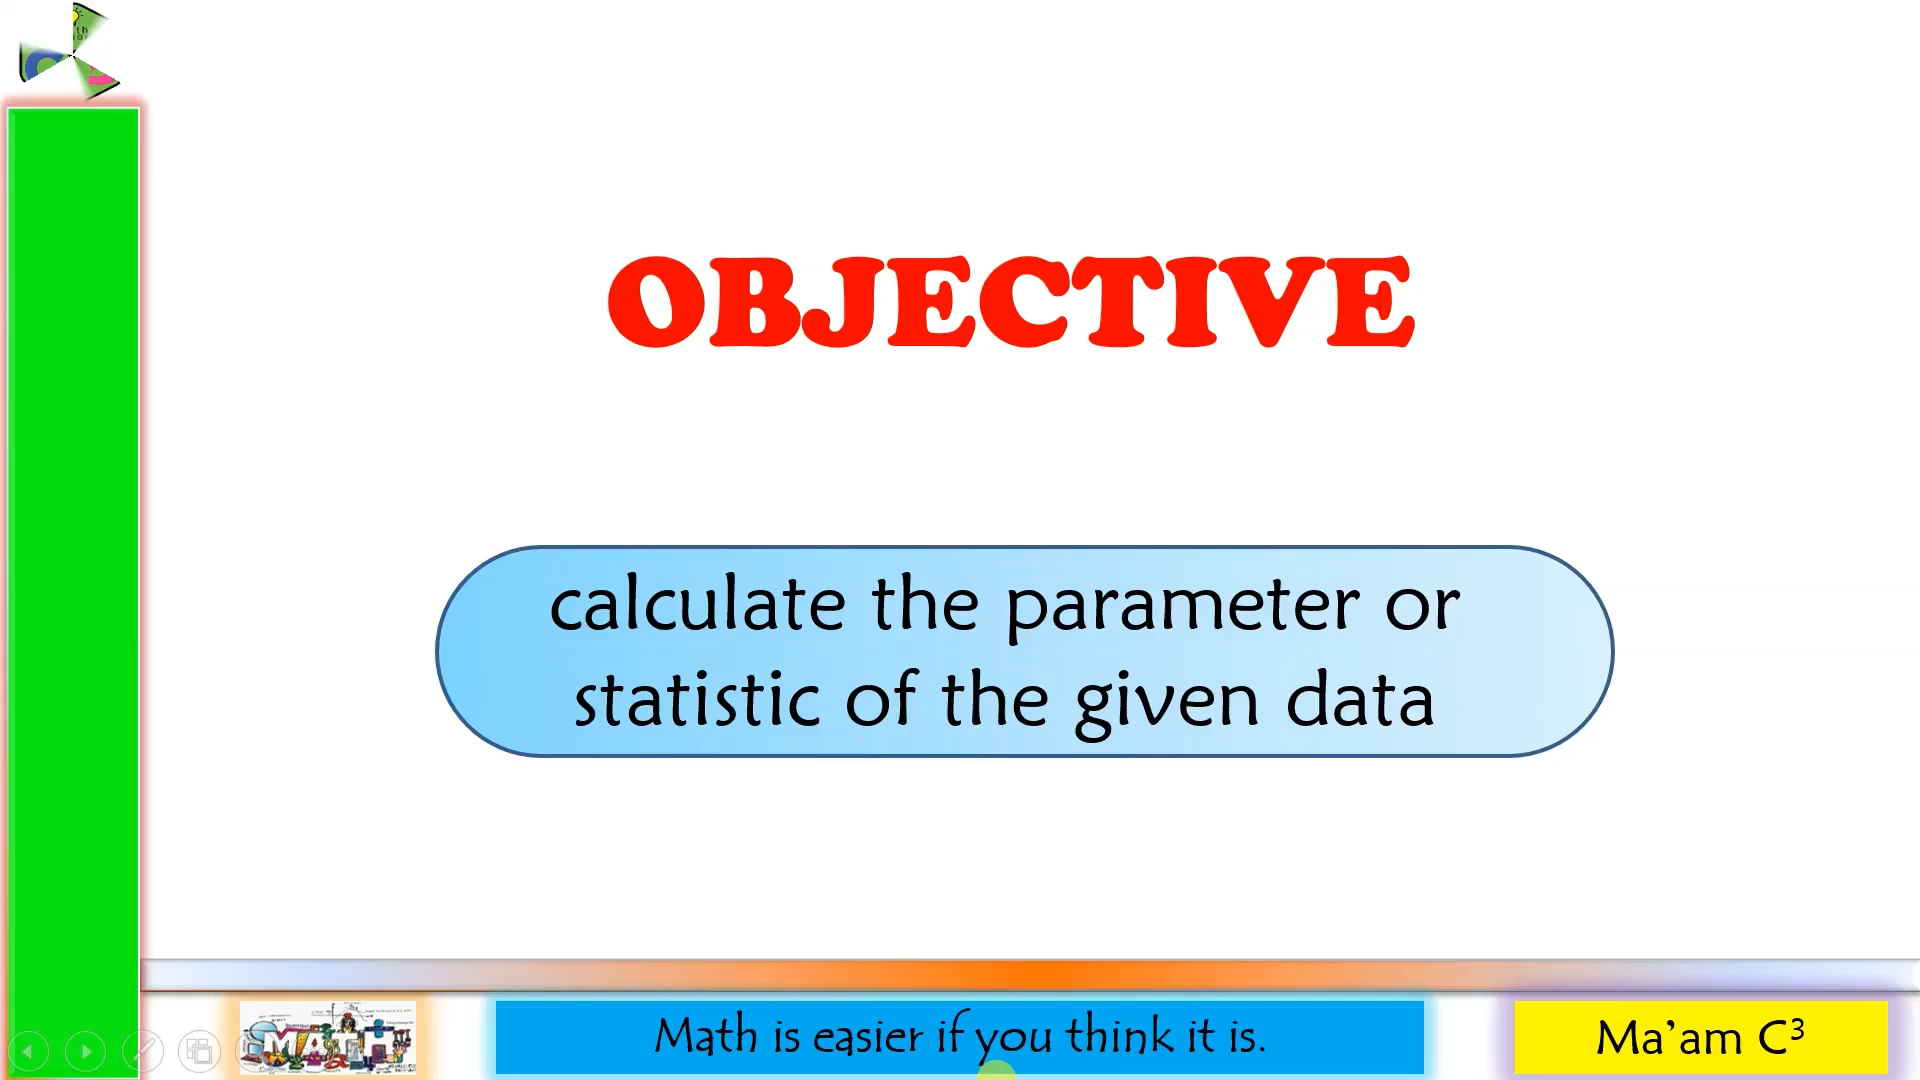 OBJECTIVE
calculate the parameter or
statistic of the given data
MATH
Math is easier if you think it is.
Ma'am C³